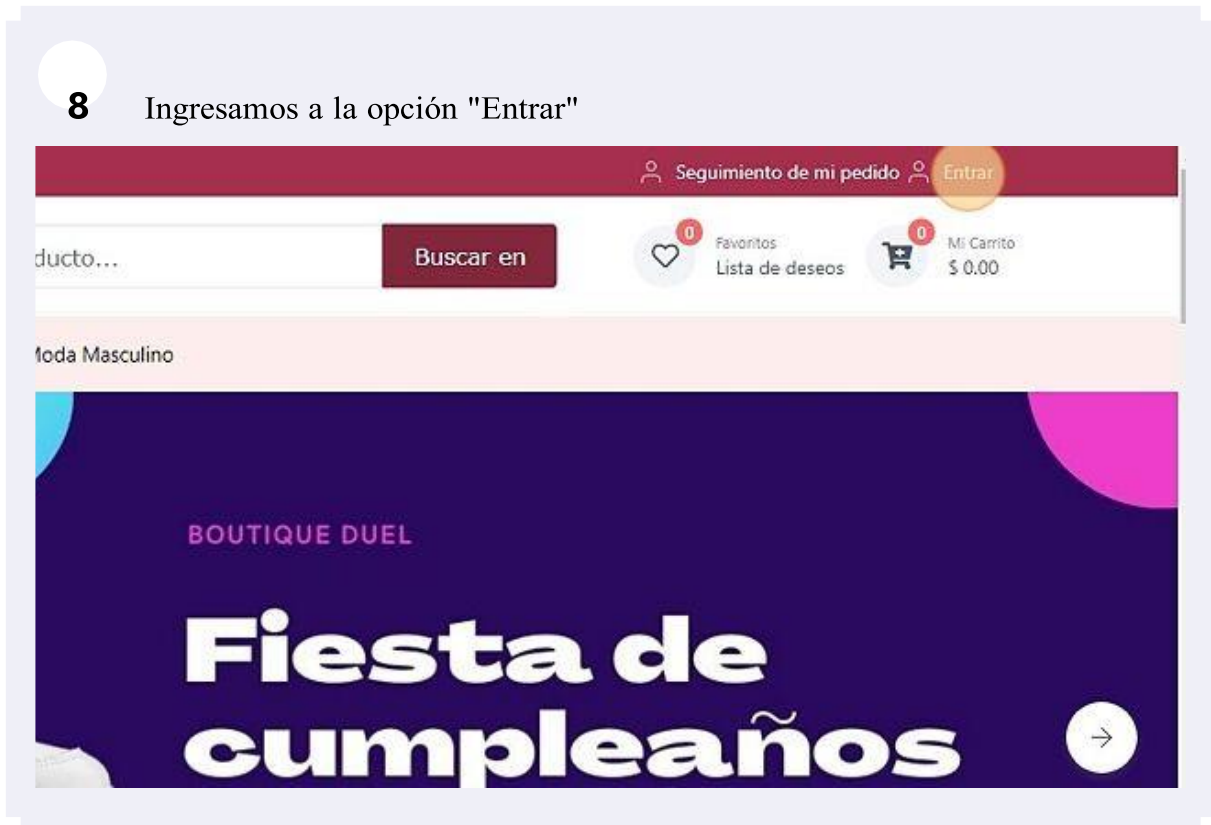 8 Ingresamos a la opción "Entrar"
Seguimiento de mi pedido Entrar
ducto...
Buscar en
0
Favoritos
Lista de deseos
0
Mi Carrito
$ 0.00
Moda Masculino
BOUTIQUE DUEL
Fiesta de
cumpleaños